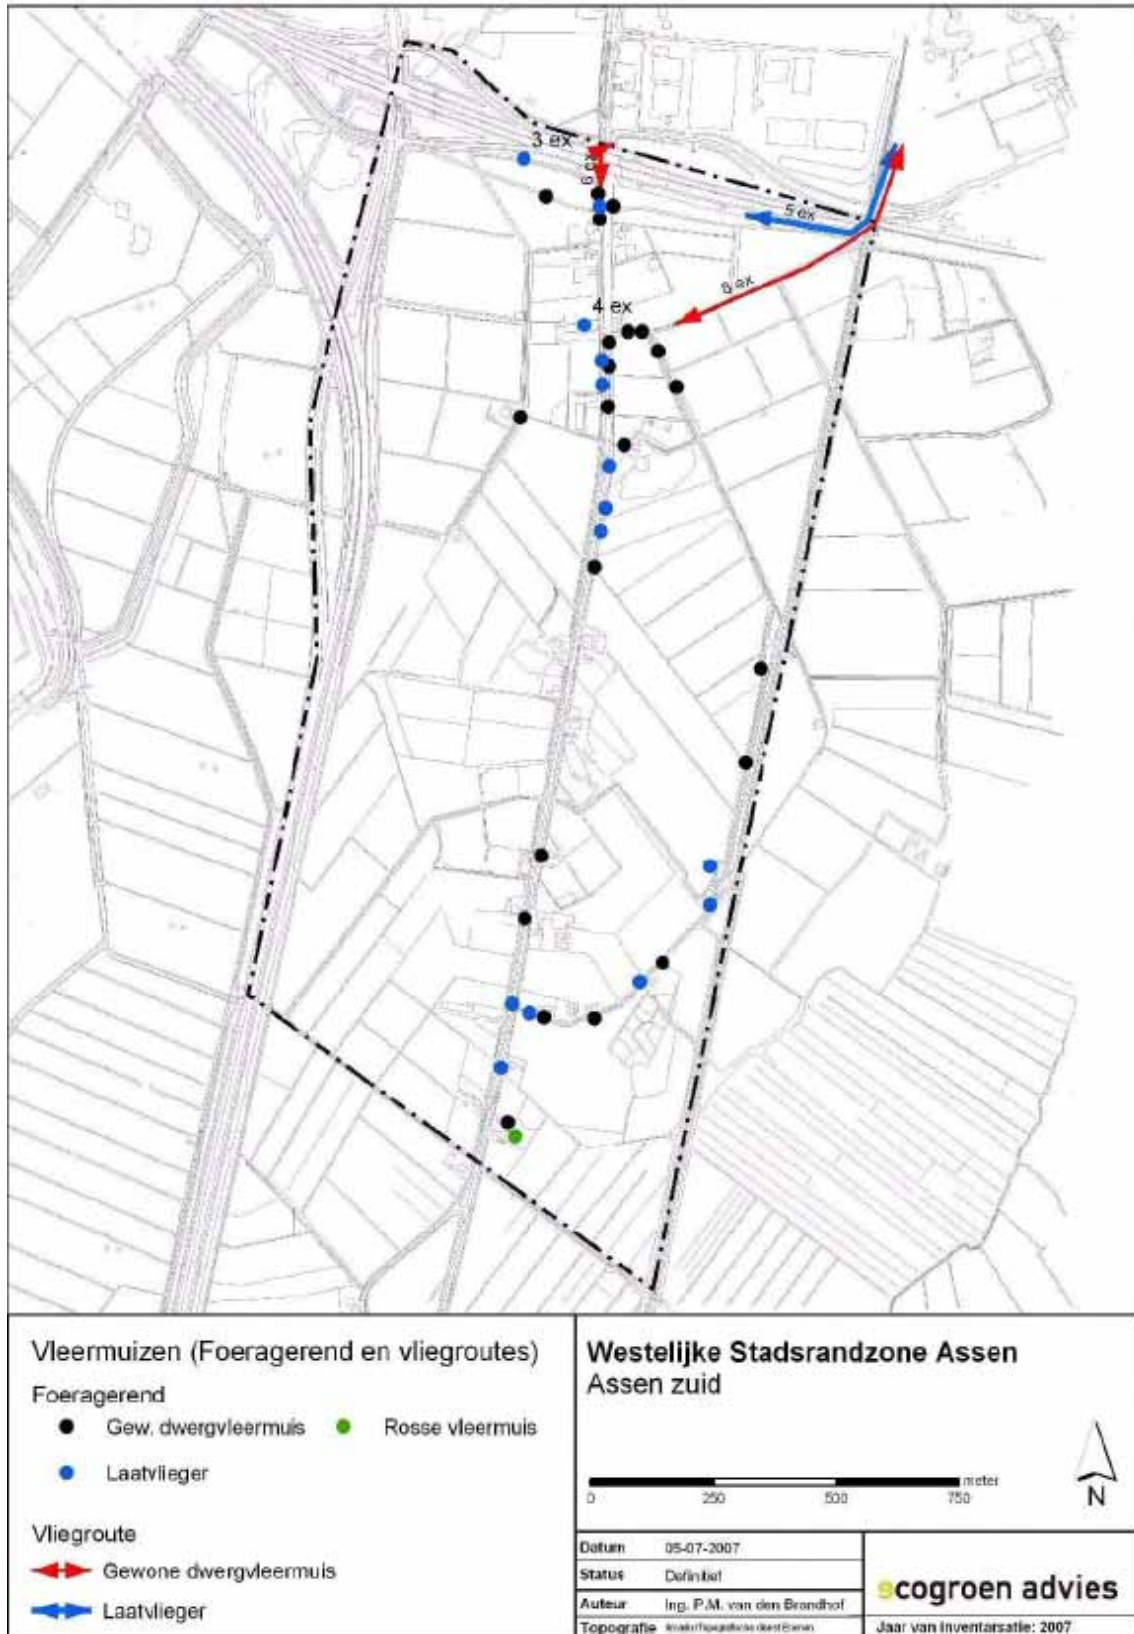 3 ex
6 ex
5 ex
8 ex
4 ex
Vleermuizen (Foeragerend en vliegroutes)
Foeragerend
Gew. dwergvleermuis
Rosse vleermuis
Laatvlieger
Vliegroute
Gewone dwergvleermuis
Laatvlieger
Westelijke Stadsrandzone Assen
Assen zuid
meter
0 250 500 750
N
Datum 05-07-2007
Status Definitief
Auteur Ing. P.M. van den Brandhof
Topografie
ecogroen advies
Jaar van inventarsatie: 2007